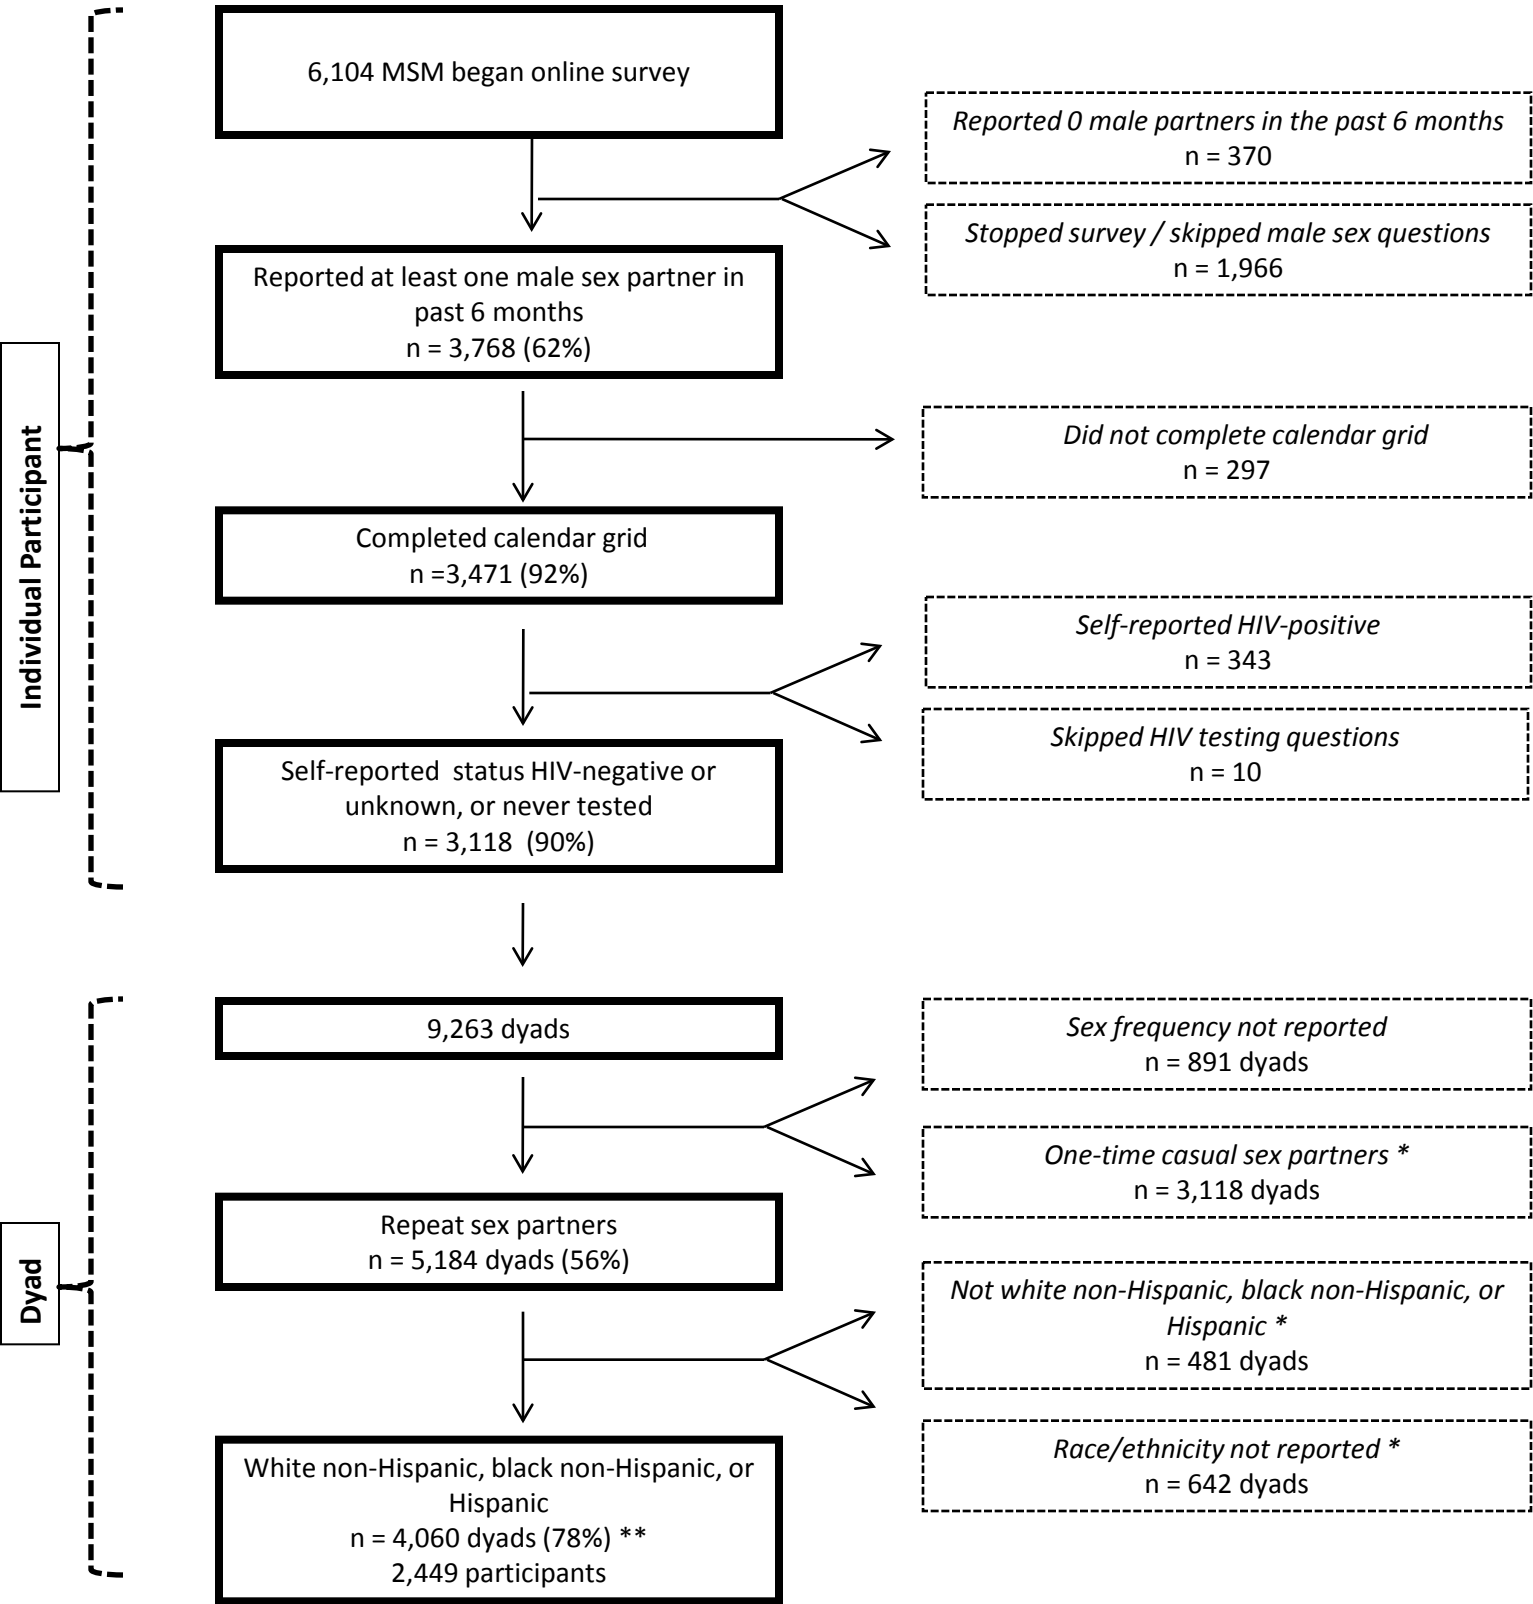 6,104 MSM began online survey
Reported 0 male partners in the past 6 months
n = 370
Stopped survey / skipped male sex questions
n = 1,966
Reported at least one male sex partner in
past 6 months
n = 3,768 (62%)
Individual Participant
Did not complete calendar grid
n = 297
Completed calendar grid
n =3,471 (92%)
Self-reported HIV-positive
n = 343
Skipped HIV testing questions
n = 10
Self-reported status HIV-negative or
unknown, or never tested
n = 3,118 (90%)
9,263 dyads
Sex frequency not reported
n = 891 dyads
One-time casual sex partners *
n = 3,118 dyads
Repeat sex partners
n = 5,184 dyads (56%)
Dyad
Not white non-Hispanic, black non-Hispanic, or
Hispanic *
n = 481 dyads
Race/ethnicity not reported *
n = 642 dyads
White non-Hispanic, black non-Hispanic, or
Hispanic
n = 4,060 dyads (78%) **
2,449 participants